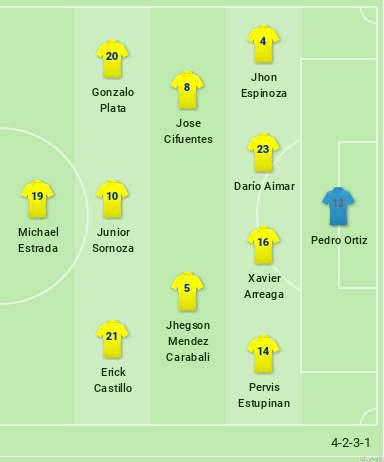 4
Jhon
Espinoza
20
Gonzalo
Plata
8
Jose
Cifuentes
23
Darío Aimar
19
Michael
Estrada
10
Junior
Sornoza
12
Pedro Ortiz
16
Xavier
Arreaga
5
Jhegson
Mendez
Carabali
21
Erick
Castillo
14
Pervis
Estupinan
4-2-3-1